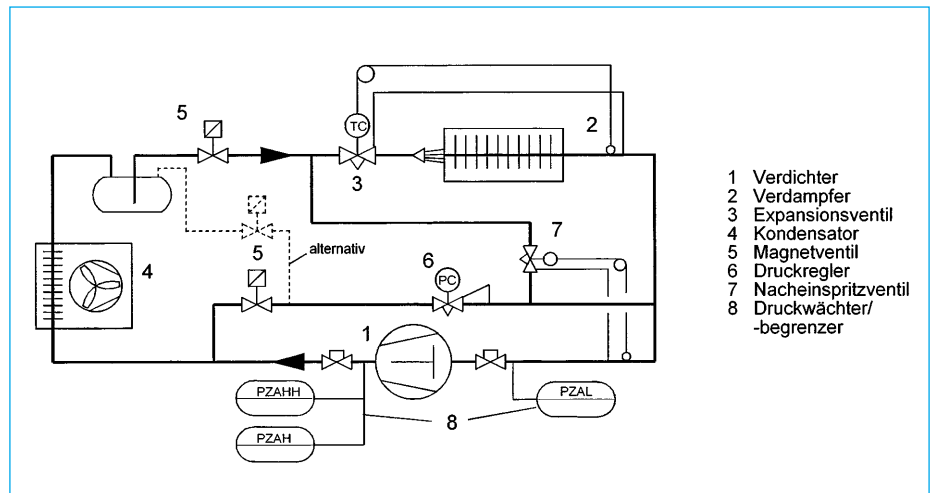 5
TC
2
3
5
alternativ
7
4
6
PC
1
PZAHH
PZAH
8
PZAL
1 Verdichter
2 Verdampfer
3 Expansionsventil
4 Kondensator
5 Magnetventil
6 Druckregler
7 Nacheinspritzventil
8 Druckwächter/
-begrenzer